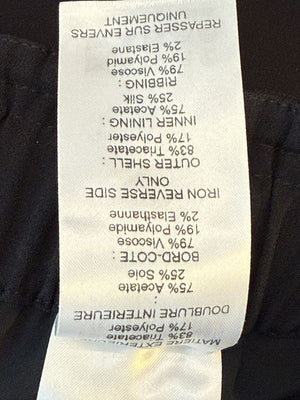 MATIERE
83% Triacetate
17% Polyester
DOUBLURE INTERIEURE
75% Acetate :
25% Soie
BORD-COTE :
79% Viscose
19% Polyamide
2% Elasthanne
IRON REVERSE SIDE
ONLY
OUTER SHELL :
83% Triacetate
17% Polyester
INNER LINING :
75% Acetate
25% Silk
RIBBING :
79% Viscose
19% Polyamid
2% Elastane
REPASSER SUR ENVERS
UNIQUEMENT